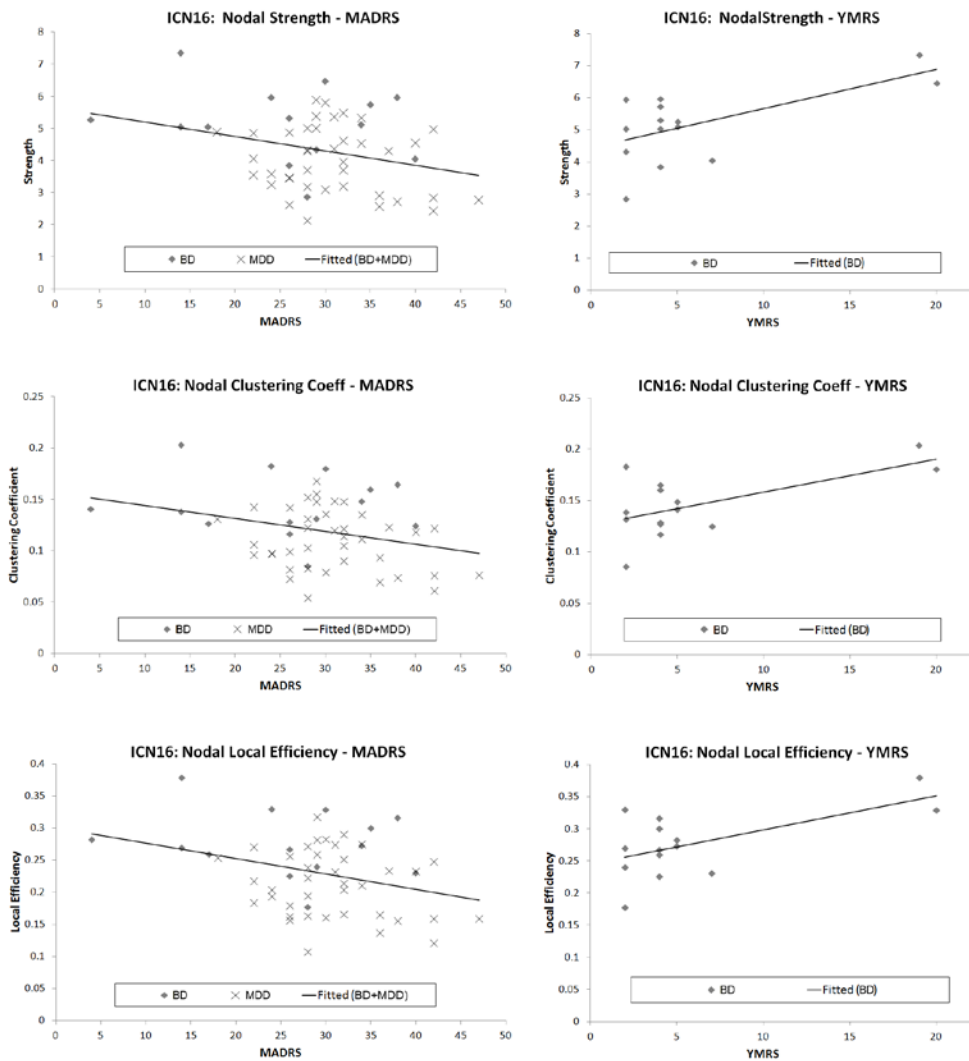 ICN16: Nodal Strength - MADRS
8
7
6
5
4
3
2
1
0
Strength
BD
MDD
Fitted (BD+MDD)
0 5 10 15 20 25 30 35 40 45 50
MADRS
ICN16: NodalStrength - YMRS
8
7
6
5
4
3
2
1
0
Strength
BD
Fitted (BD)
0 5 10 15 20
YMRS
ICN16: Nodal Clustering Coeff - MADRS
0.25
0.2
0.15
0.1
0.05
0
Clustering Coefficient
BD
MDD
Fitted (BD+MDD)
0 5 10 15 20 25 30 35 40 45 50
MADRS
ICN16: Nodal Clustering Coeff - YMRS
0.25
0.2
0.15
0.1
0.05
0
Clustering Coefficient
BD
Fitted (BD)
0 5 10 15 20
YMRS
ICN16: Nodal Local Efficiency - MADRS
0.4
0.35
0.3
0.25
0.2
0.15
0.1
0.05
0
Local Efficiency
BD
MDD
Fitted (BD+MDD)
0 5 10 15 20 25 30 35 40 45 50
MADRS
ICN16: Nodal Local Efficiency - YMRS
0.4
0.35
0.3
0.25
0.2
0.15
0.1
0.05
0
Local Efficiency
BD
Fitted (BD)
0 5 10 15 20
YMRS